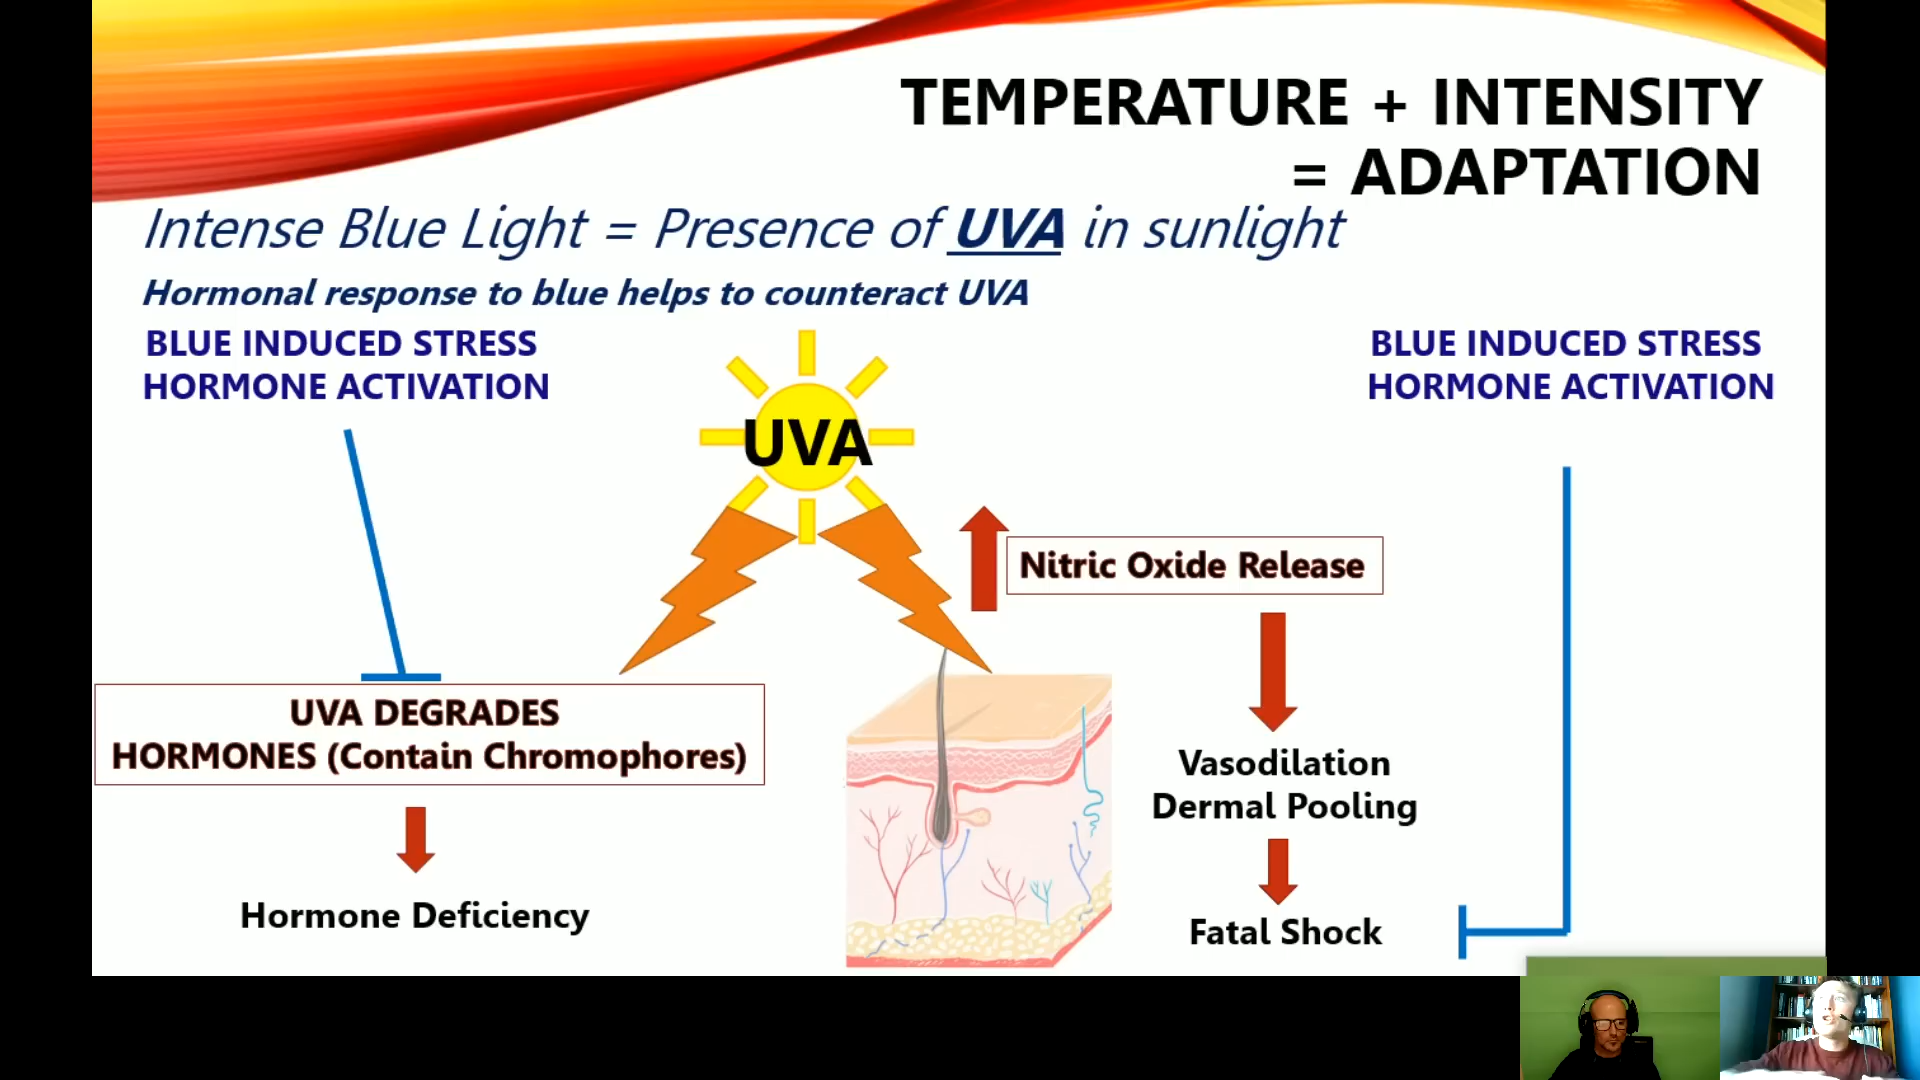 TEMPERATURE + INTENSITY
= ADAPTATION
Intense Blue Light = Presence of UVA in sunlight
Hormonal response to blue helps to counteract UVA
BLUE INDUCED STRESS
HORMONE ACTIVATION
BLUE INDUCED STRESS
HORMONE ACTIVATION
UVA
Nitric Oxide Release
UVA DEGRADES
HORMONES (Contain Chromophores)
Vasodilation
Dermal Pooling
Hormone Deficiency
Fatal Shock